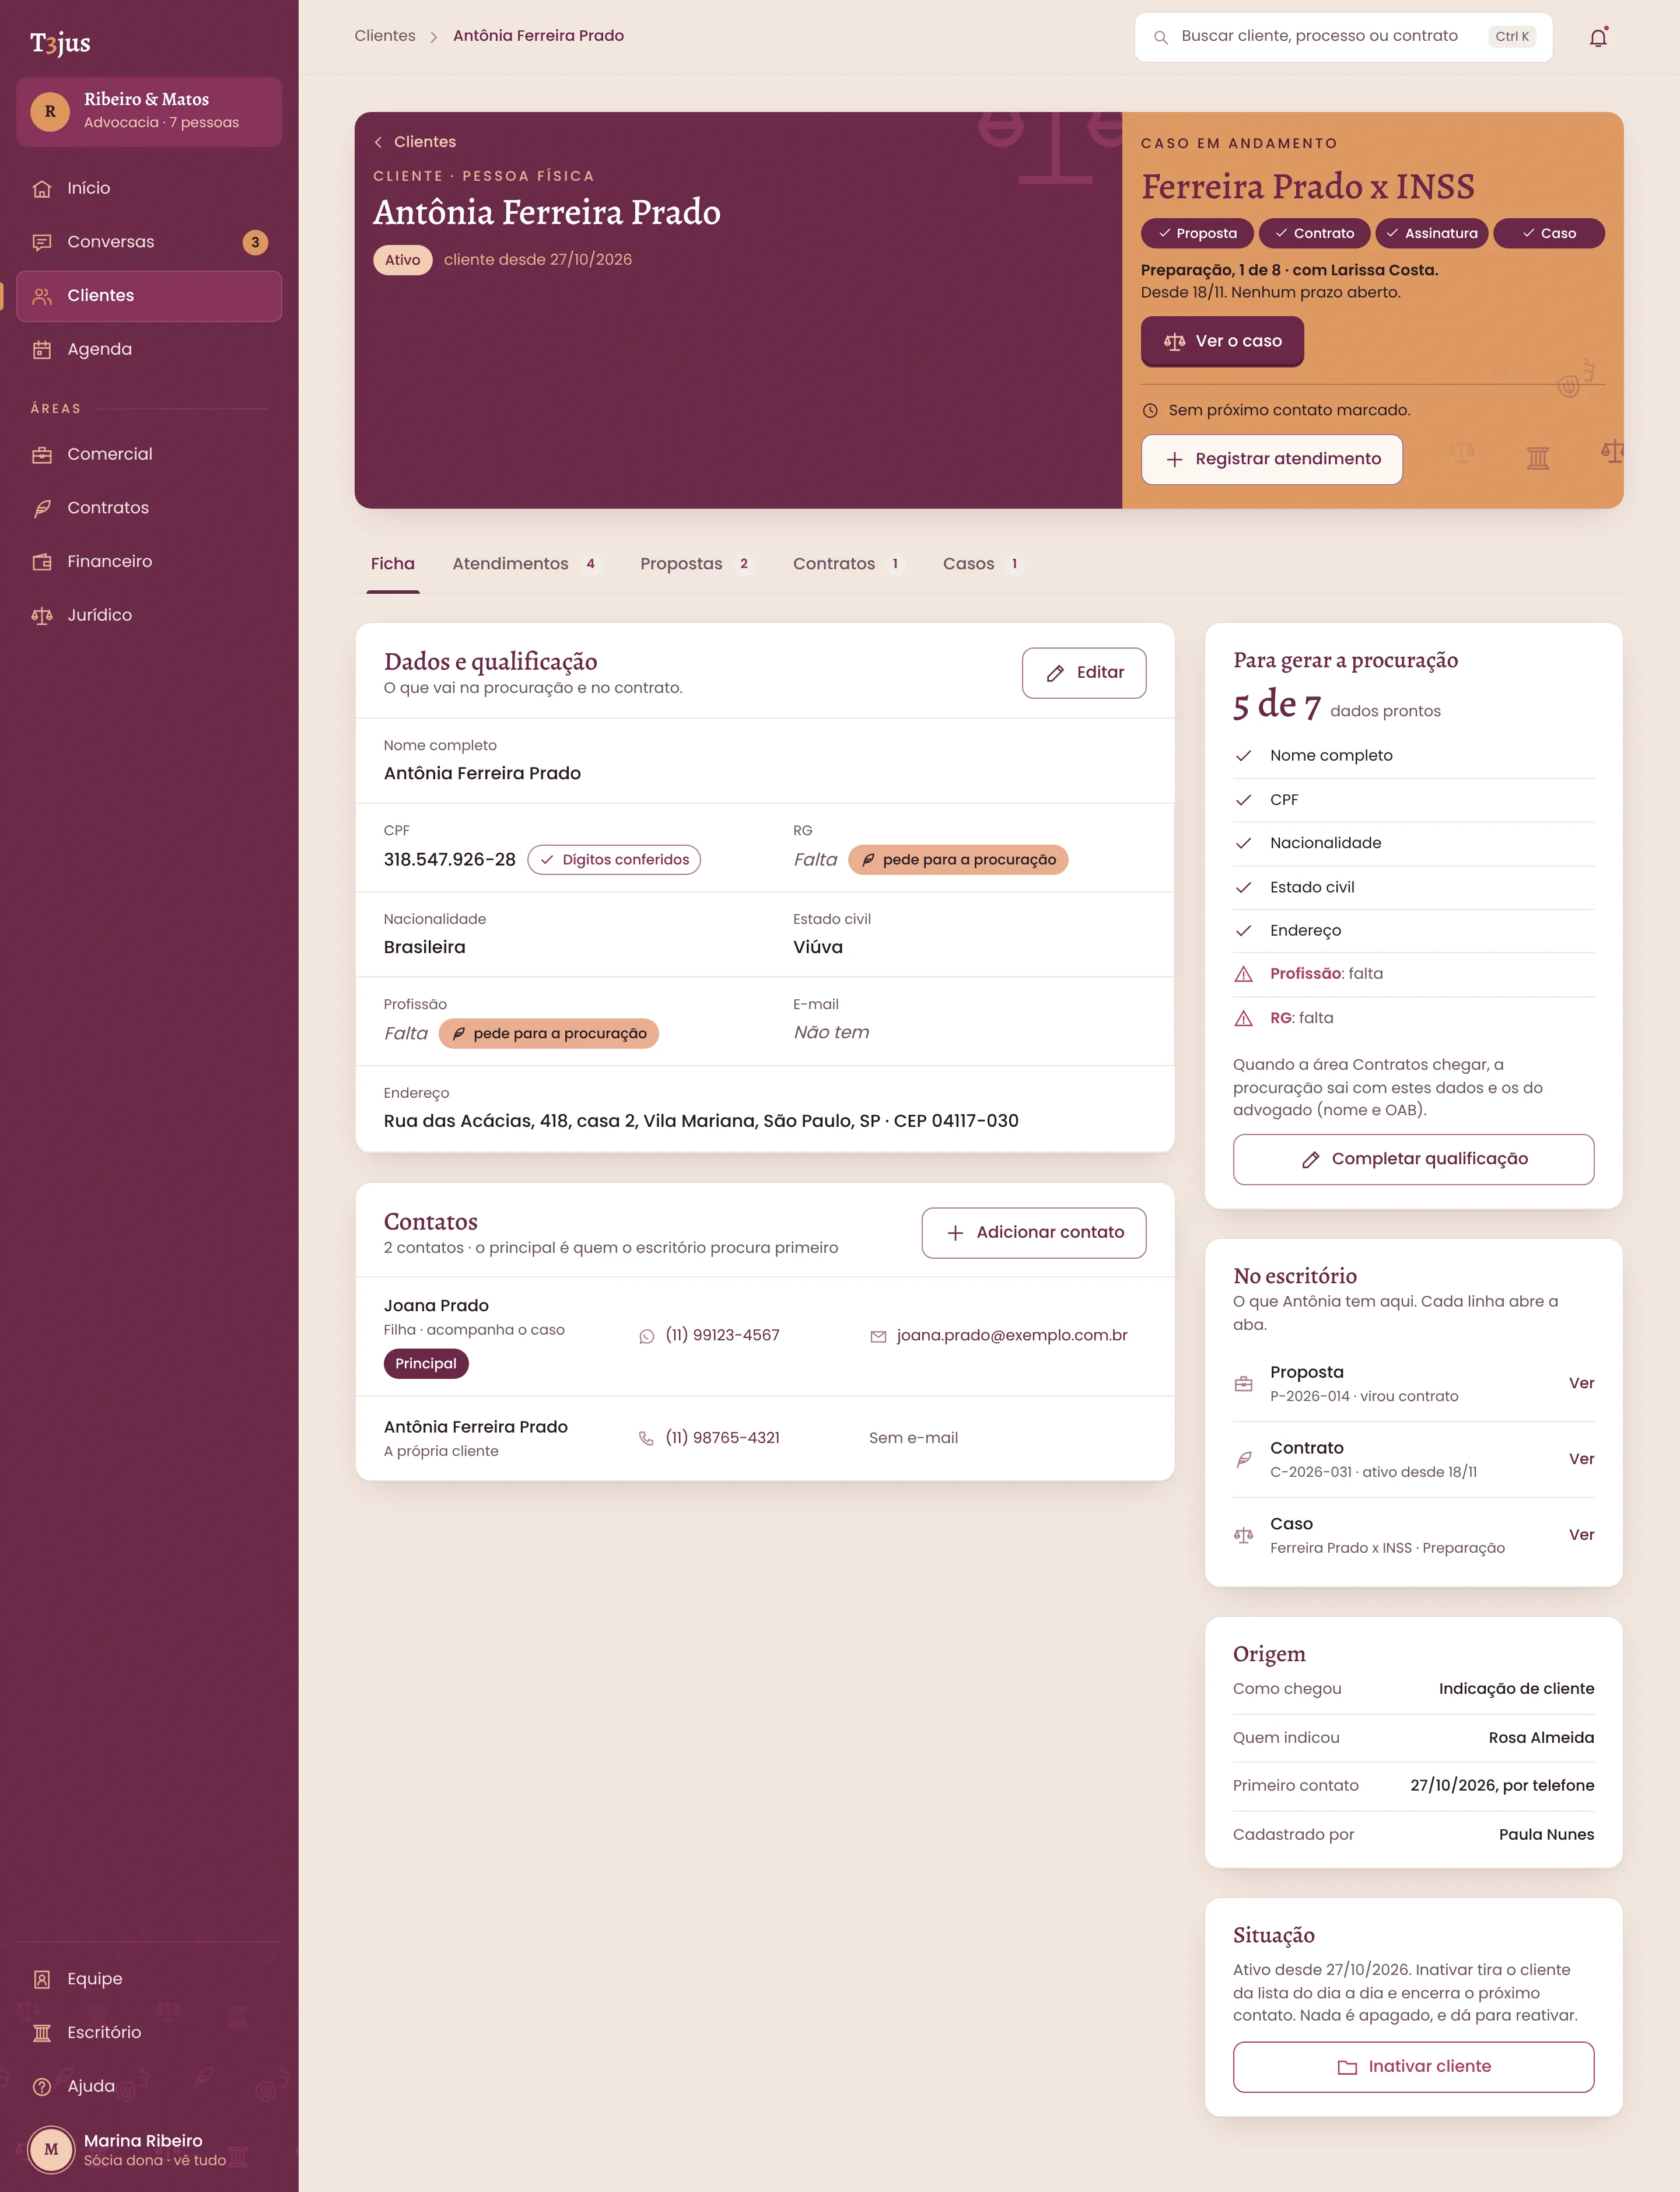 T3jus
R
Ribeiro & Matos
Advocacia · 7 pessoas
Início
Conversas 3
Clientes
Agenda
ÁREAS
Comercial
Contratos
Financeiro
Jurídico
Equipe
Escritório
Ajuda
M
Marina Ribeiro
Sócia dona · vê tudo
Clientes > Antônia Ferreira Prado
Buscar cliente, processo ou contrato Ctrl K
Clientes
CLIENTE · PESSOA FÍSICA
Antônia Ferreira Prado
Ativo cliente desde 27/10/2026
CASO EM ANDAMENTO
Ferreira Prado x INSS
Proposta Contrato Assinatura Caso
Preparação, 1 de 8 · com Larissa Costa.
Desde 18/11. Nenhum prazo aberto.
Ver o caso
Sem próximo contato marcado.
Registrar atendimento
Ficha Atendimentos 4 Propostas 2 Contratos 1 Casos 1
Dados e qualificação
O que vai na procuração e no contrato.
Editar
Nome completo
Antônia Ferreira Prado
CPF
318.547.926-28 Dígitos conferidos
RG
Falta pede para a procuração
Nacionalidade
Brasileira
Estado civil
Viúva
Profissão
Falta pede para a procuração
E-mail
Não tem
Endereço
Rua das Acácias, 418, casa 2, Vila Mariana, São Paulo, SP · CEP 04117-030
Contatos
2 contatos · o principal é quem o escritório procura primeiro
Adicionar contato
Joana Prado
Filha · acompanha o caso
Principal
(11) 99123-4567
joana.prado@exemplo.com.br
Antônia Ferreira Prado
A própria cliente
(11) 98765-4321
Sem e-mail
Para gerar a procuração
5 de 7 dados prontos
Nome completo
CPF
Nacionalidade
Estado civil
Endereço
Profissão: falta
RG: falta
Quando a área Contratos chegar, a
procuração sai com estes dados e os do
advogado (nome e OAB).
Completar qualificação
No escritório
O que Antônia tem aqui. Cada linha abre a
aba.
Proposta
P-2026-014 · virou contrato
Ver
Contrato
C-2026-031 · ativo desde 18/11
Ver
Caso
Ferreira Prado x INSS · Preparação
Ver
Origem
Como chegou Indicação de cliente
Quem indicou Rosa Almeida
Primeiro contato 27/10/2026, por telefone
Cadastrado por Paula Nunes
Situação
Ativo desde 27/10/2026. Inativar tira o cliente
da lista do dia a dia e encerra o próximo
contato. Nada é apagado, e dá para reativar.
Inativar cliente